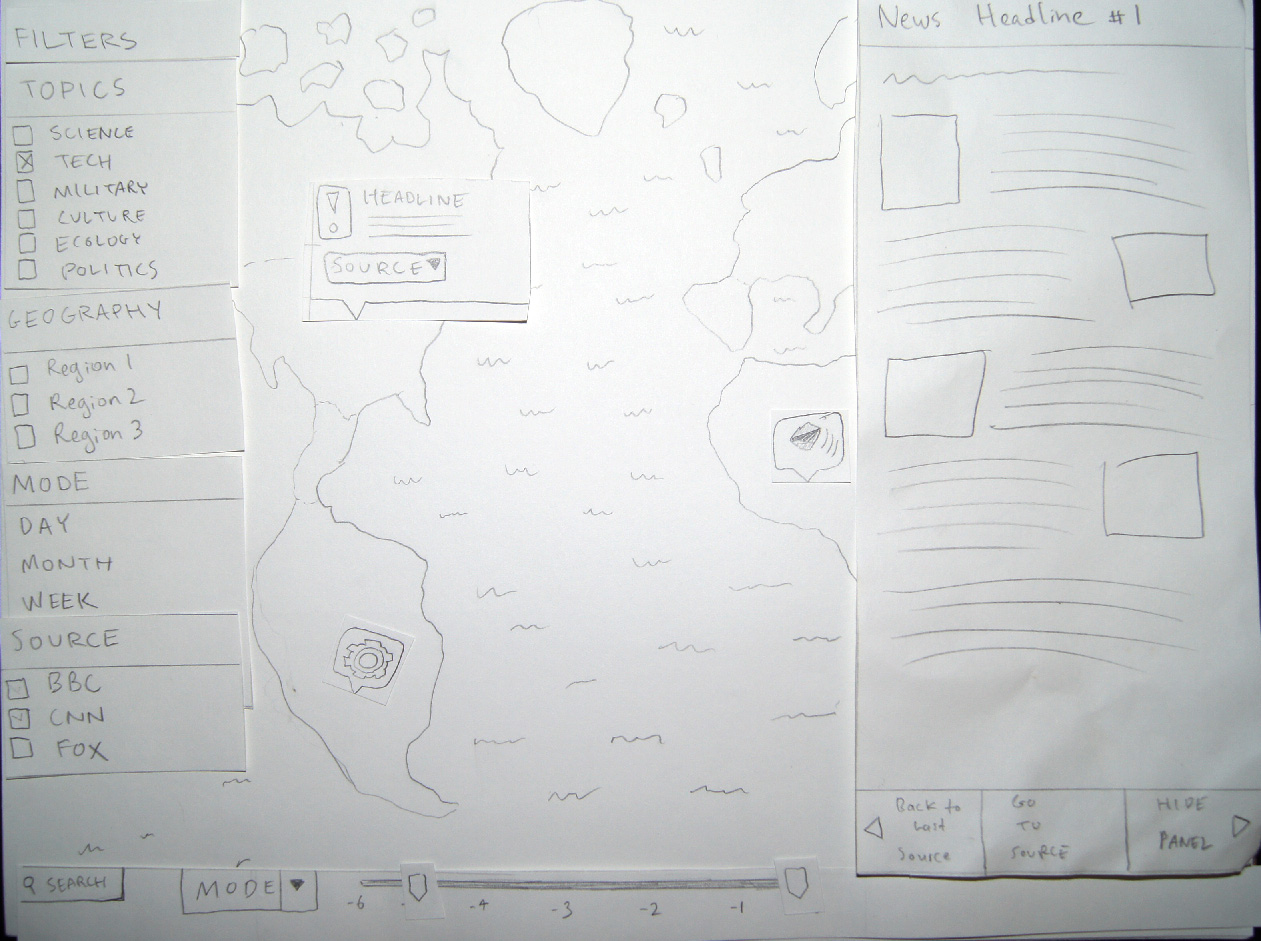 FILTERS
TOPICS
SCIENCE
TECH
MILITARY
CULTURE
ECOLOGY
POLITICS
GEOGRAPHY
Region 1
Region 2
Region 3
MODE
DAY
MONTH
WEEK
SOURCE
BBC
CNN
FOX
HEADLINE
SOURCE
News Headline #1
Back to
Last
Source
GO
TO
SOURCE
HIDE
PANEL
SEARCH
MODE
-6 -4 -3 -2 -1